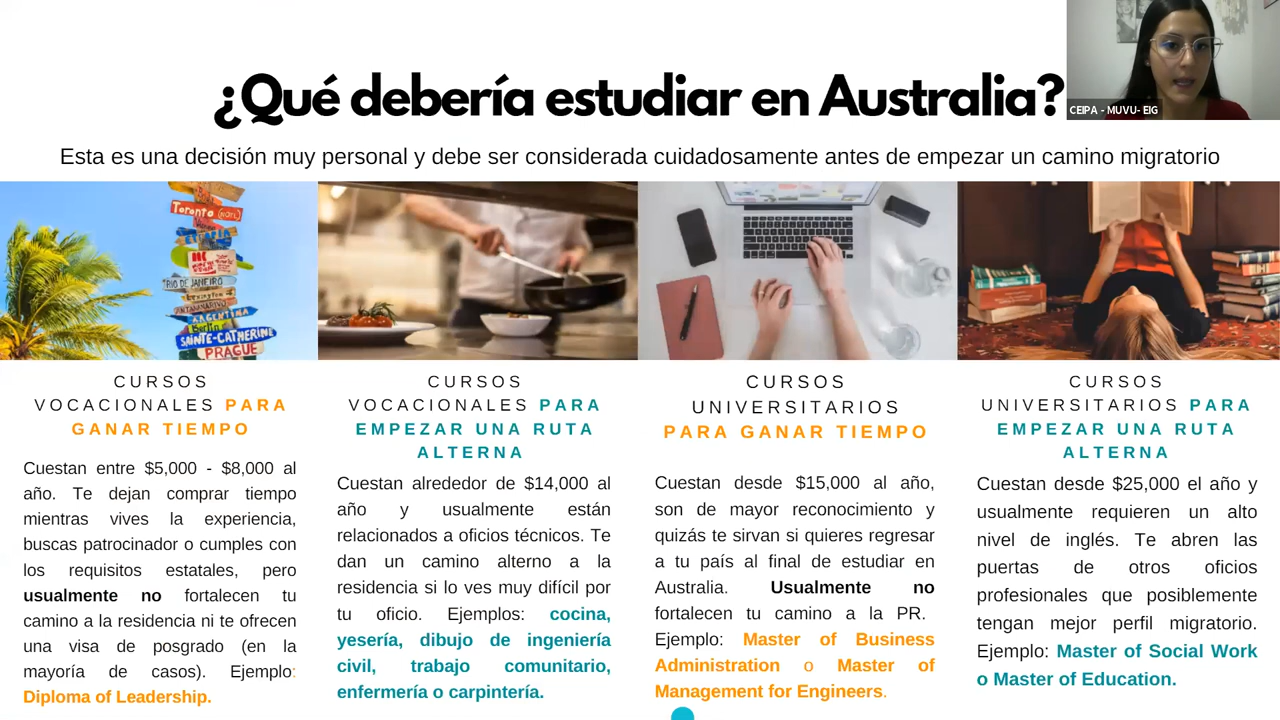 ¿Qué debería estudiar en Australia?
CEIPA - MUVU- EIG
Esta es una decisión muy personal y debe ser considerada cuidadosamente antes de empezar un camino migratorio
Toronto
RIO DE JANEIRO
ARGENTINA
Berlin
SAINTE-CATHERINE
PRAGUE
CURSOS
VOCACIONALES PARA
GANAR TIEMPO
Cuestan entre $5,000 - $8,000 al
año. Te dejan comprar tiempo
mientras vives la experiencia,
buscas patrocinador o cumples con
los requisitos estatales, pero
usualmente no fortalecen tu
camino a la residencia ni te ofrecen
una visa de posgrado (en la
mayoría de casos). Ejemplo:
Diploma of Leadership.
CURSOS
VOCACIONALES PARA
EMPEZAR UNA RUTA
ALTERNA
Cuestan alrededor de $14,000 al
año y usualmente están
relacionados a oficios técnicos. Te
dan un camino alterno a la
residencia si lo ves muy difícil por
tu oficio. Ejemplos: cocina,
yesería, dibujo de ingeniería
civil, trabajo comunitario,
enfermería o carpintería.
CURSOS
UNIVERSITARIOS
PARA GANAR TIEMPO
Cuestan desde $15,000 al año,
son de mayor reconocimiento y
quizás te sirvan si quieres regresar
a tu país al final de estudiar en
Australia. Usualmente no
fortalecen tu camino a la PR.
Ejemplo: Master of Business
Administration o Master of
Management for Engineers.
CURSOS
UNIVERSITARIOS PARA
EMPEZAR UNA RUTA
ALTERNA
Cuestan desde $25,000 el año y
usualmente requieren un alto
nivel de inglés. Te abren las
puertas de otros oficios
profesionales que posiblemente
tengan mejor perfil migratorio.
Ejemplo: Master of Social Work
o Master of Education.